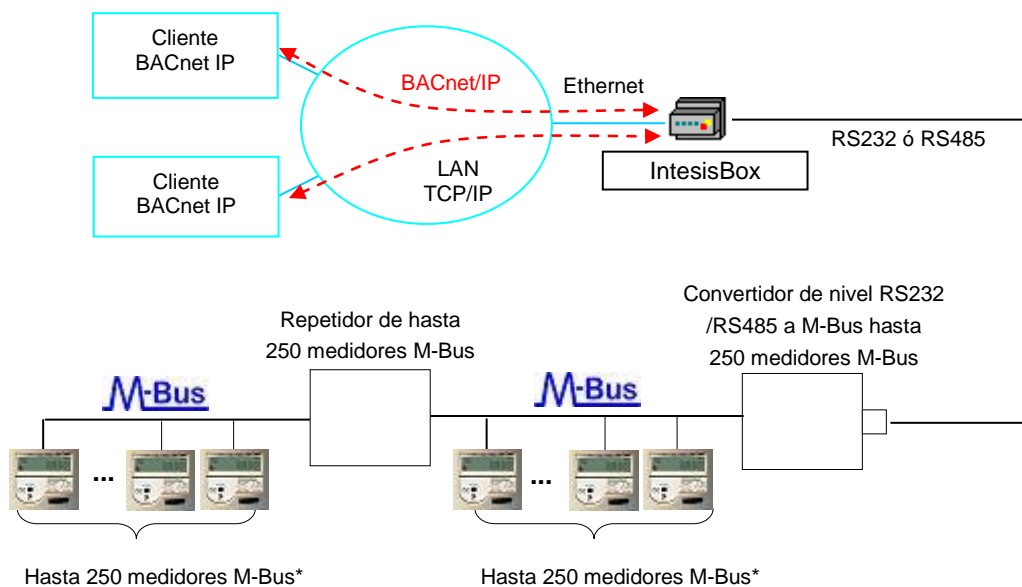 Cliente
BACnet IP
BACnet/IP
Ethernet
RS232 ó RS485
IntesisBox
Cliente
BACnet IP
LAN
TCP/IP
Convertidor de nivel RS232
/RS485 a M-Bus hasta
250 medidores M-Bus
Repetidor de hasta
250 medidores M-Bus
M-Bus
M-Bus
...
...
Hasta 250 medidores M-Bus*
Hasta 250 medidores M-Bus*